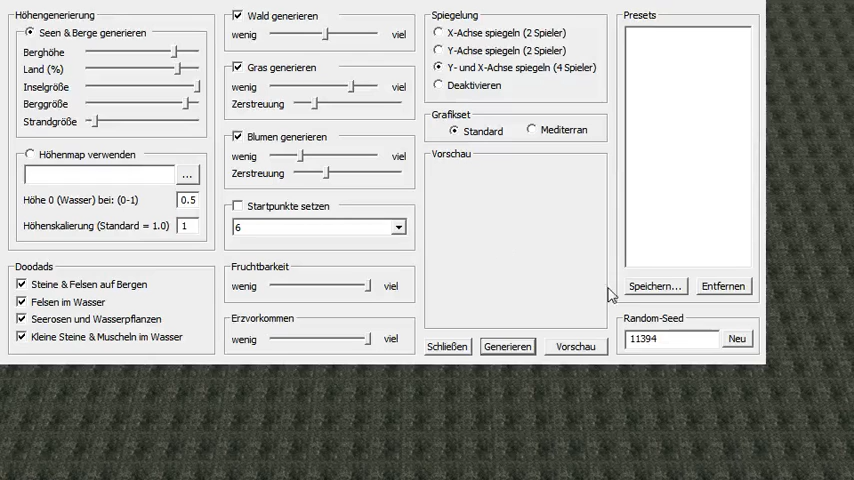 Höhengenerierung
Seen & Berge generieren
Berghöhe
Land (%)
Inselgröße
Berggröße
Strandgröße
Höhenmap verwenden
...
Höhe 0 (Wasser) bei: (0-1)
0.5
Höhenskalierung (Standard = 1.0)
1
Doodads
Steine & Felsen auf Bergen
Felsen im Wasser
Seerosen und Wasserpflanzen
Kleine Steine & Muscheln im Wasser
Wald generieren
wenig viel
Gras generieren
wenig viel
Zerstreuung
Blumen generieren
wenig viel
Zerstreuung
Startpunkte setzen
6
Fruchtbarkeit
wenig viel
Erzvorkommen
wenig viel
Spiegelung
X-Achse spiegeln (2 Spieler)
Y-Achse spiegeln (2 Spieler)
Y- und X-Achse spiegeln (4 Spieler)
Deaktivieren
Grafikset
Standard Mediterran
Vorschau
Schließen Generieren Vorschau
Presets
Speichern... Entfernen
Random-Seed
11394 Neu